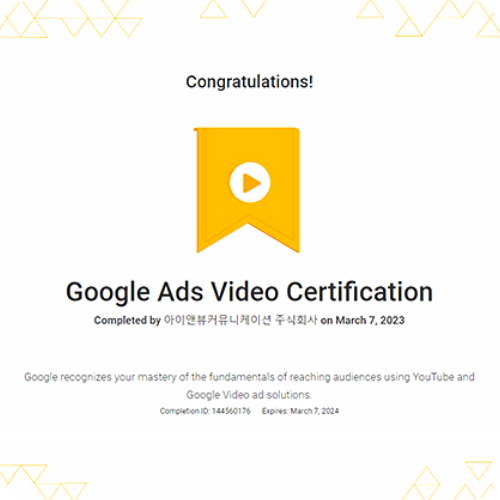 Congratulations!
Google Ads Video Certification
Completed by 아이앤뷰커뮤니케이션 주식회사 on March 7, 2023
Google recognizes your mastery of the fundamentals of reaching audiences using YouTube and
Google Video ad solutions.
Completion ID: 144560176 Expires: March 7, 2024